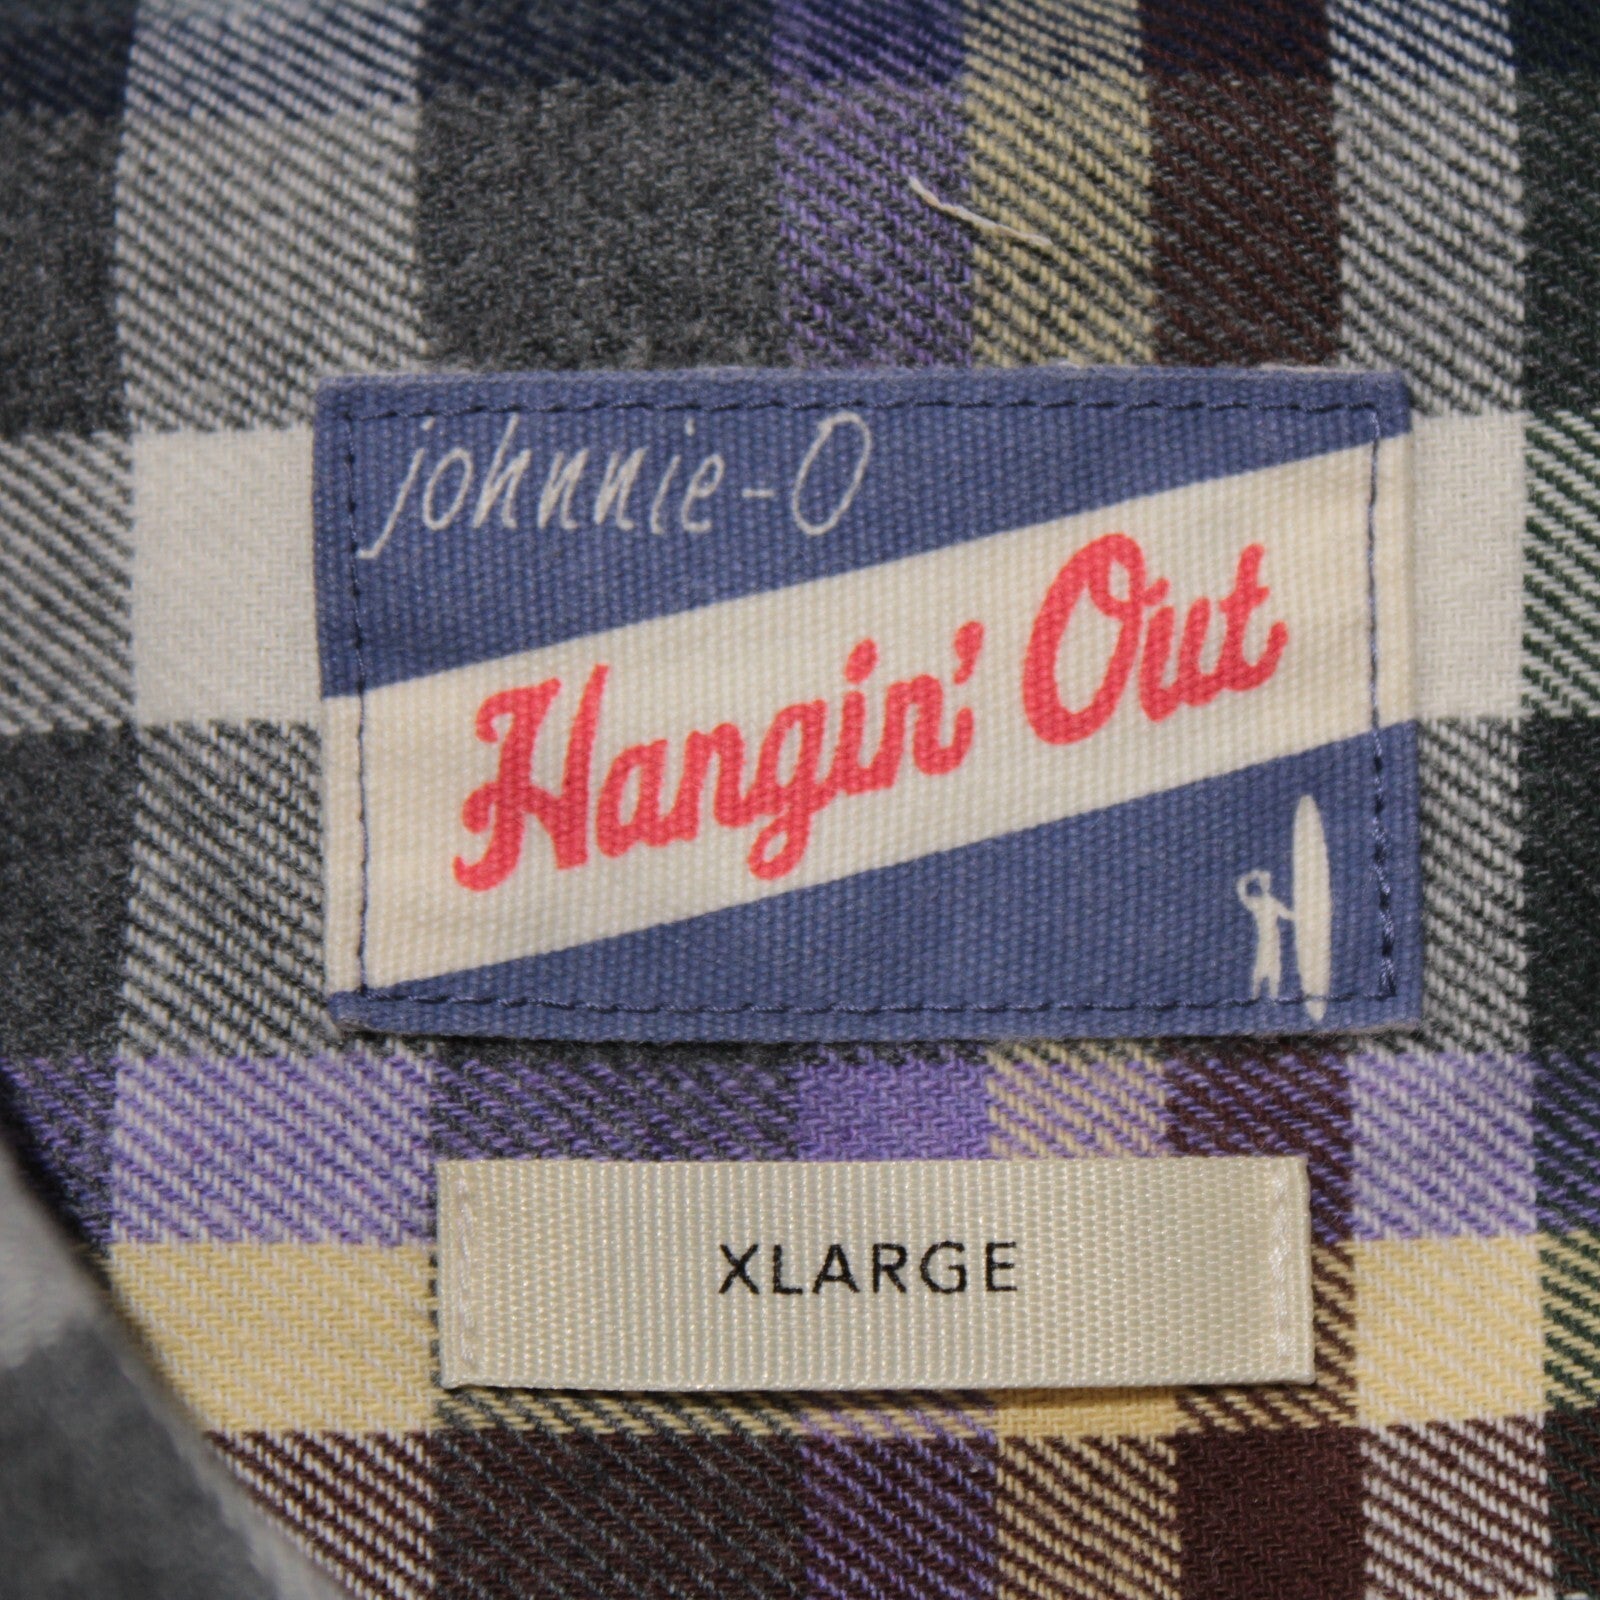 johnnie-O
Hangin' Out
XLARGE